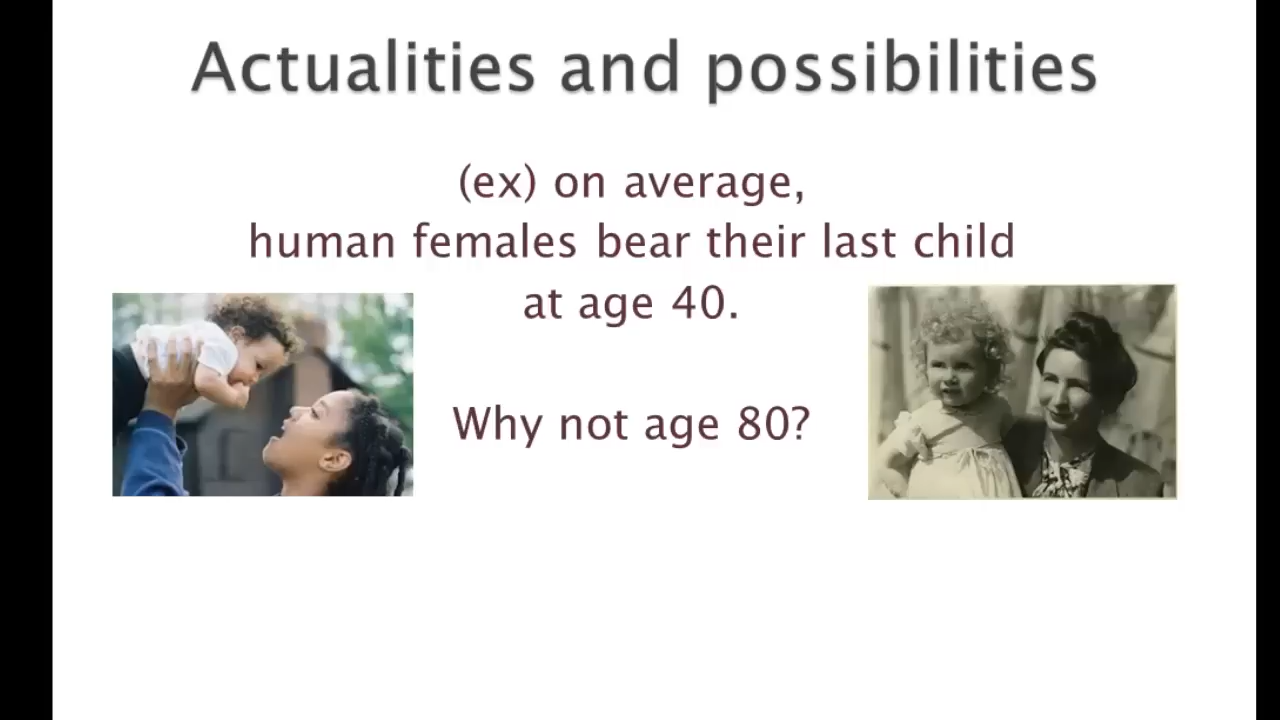 Actualities and possibilities
(ex) on average,
human females bear their last child
at age 40.
Why not age 80?